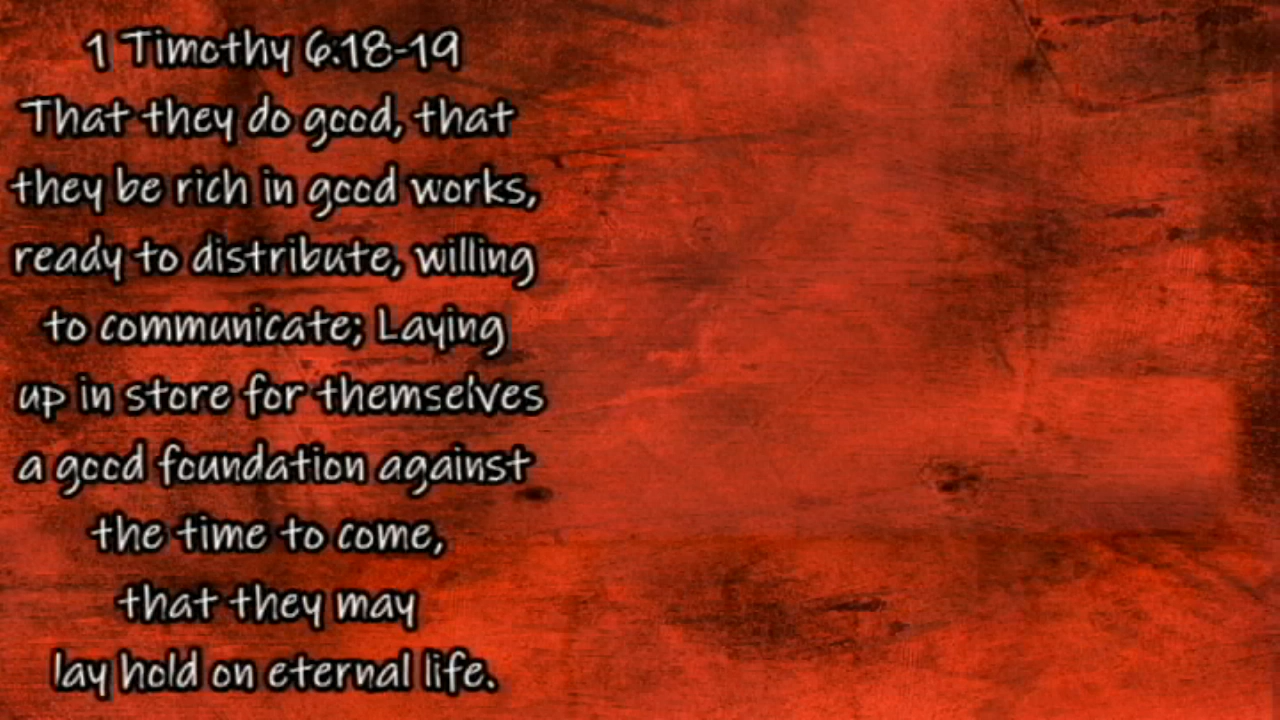 1 Timothy 6:18-19
That they do good, that
they be rich in good works,
ready to distribute, willing
to communicate; Laying
up in store for themselves
a good foundation against
the time to come,
that they may
lay hold on eternal life.